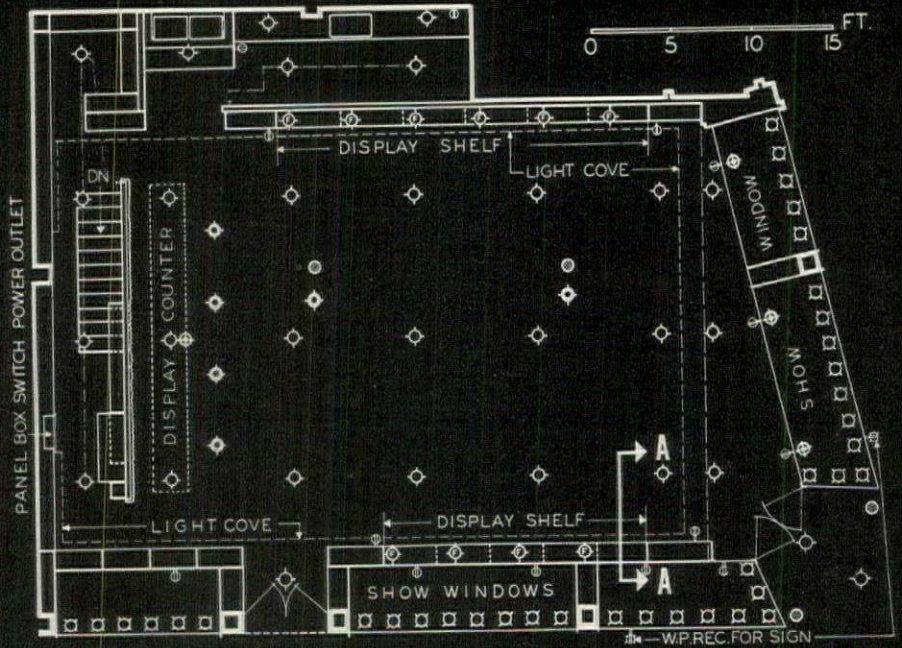 FT.
0 5 10 15
DISPLAY SHELF
LIGHT COVE
WINDOW
DN
PANEL BOX SWITCH POWER OUTLET
DISPLAY COUNTER
SHOW
A
LIGHT COVE
DISPLAY SHELF
SHOW WINDOWS
A
W.P.REC.FOR SIGN
F F F F F F
F F F F